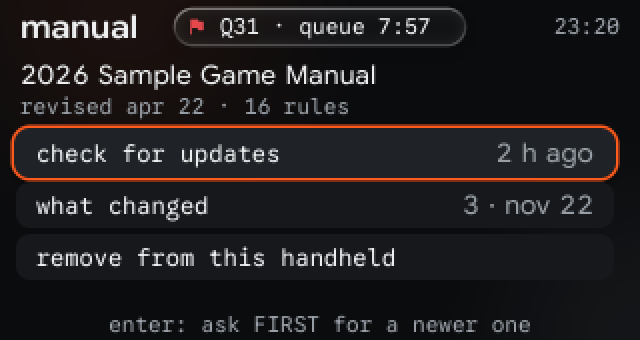 manual
Q31 · queue 7:57
23:20
2026 Sample Game Manual
revised apr 22 · 16 rules
check for updates 2 h ago
what changed 3 · nov 22
remove from this handheld
enter: ask FIRST for a newer one